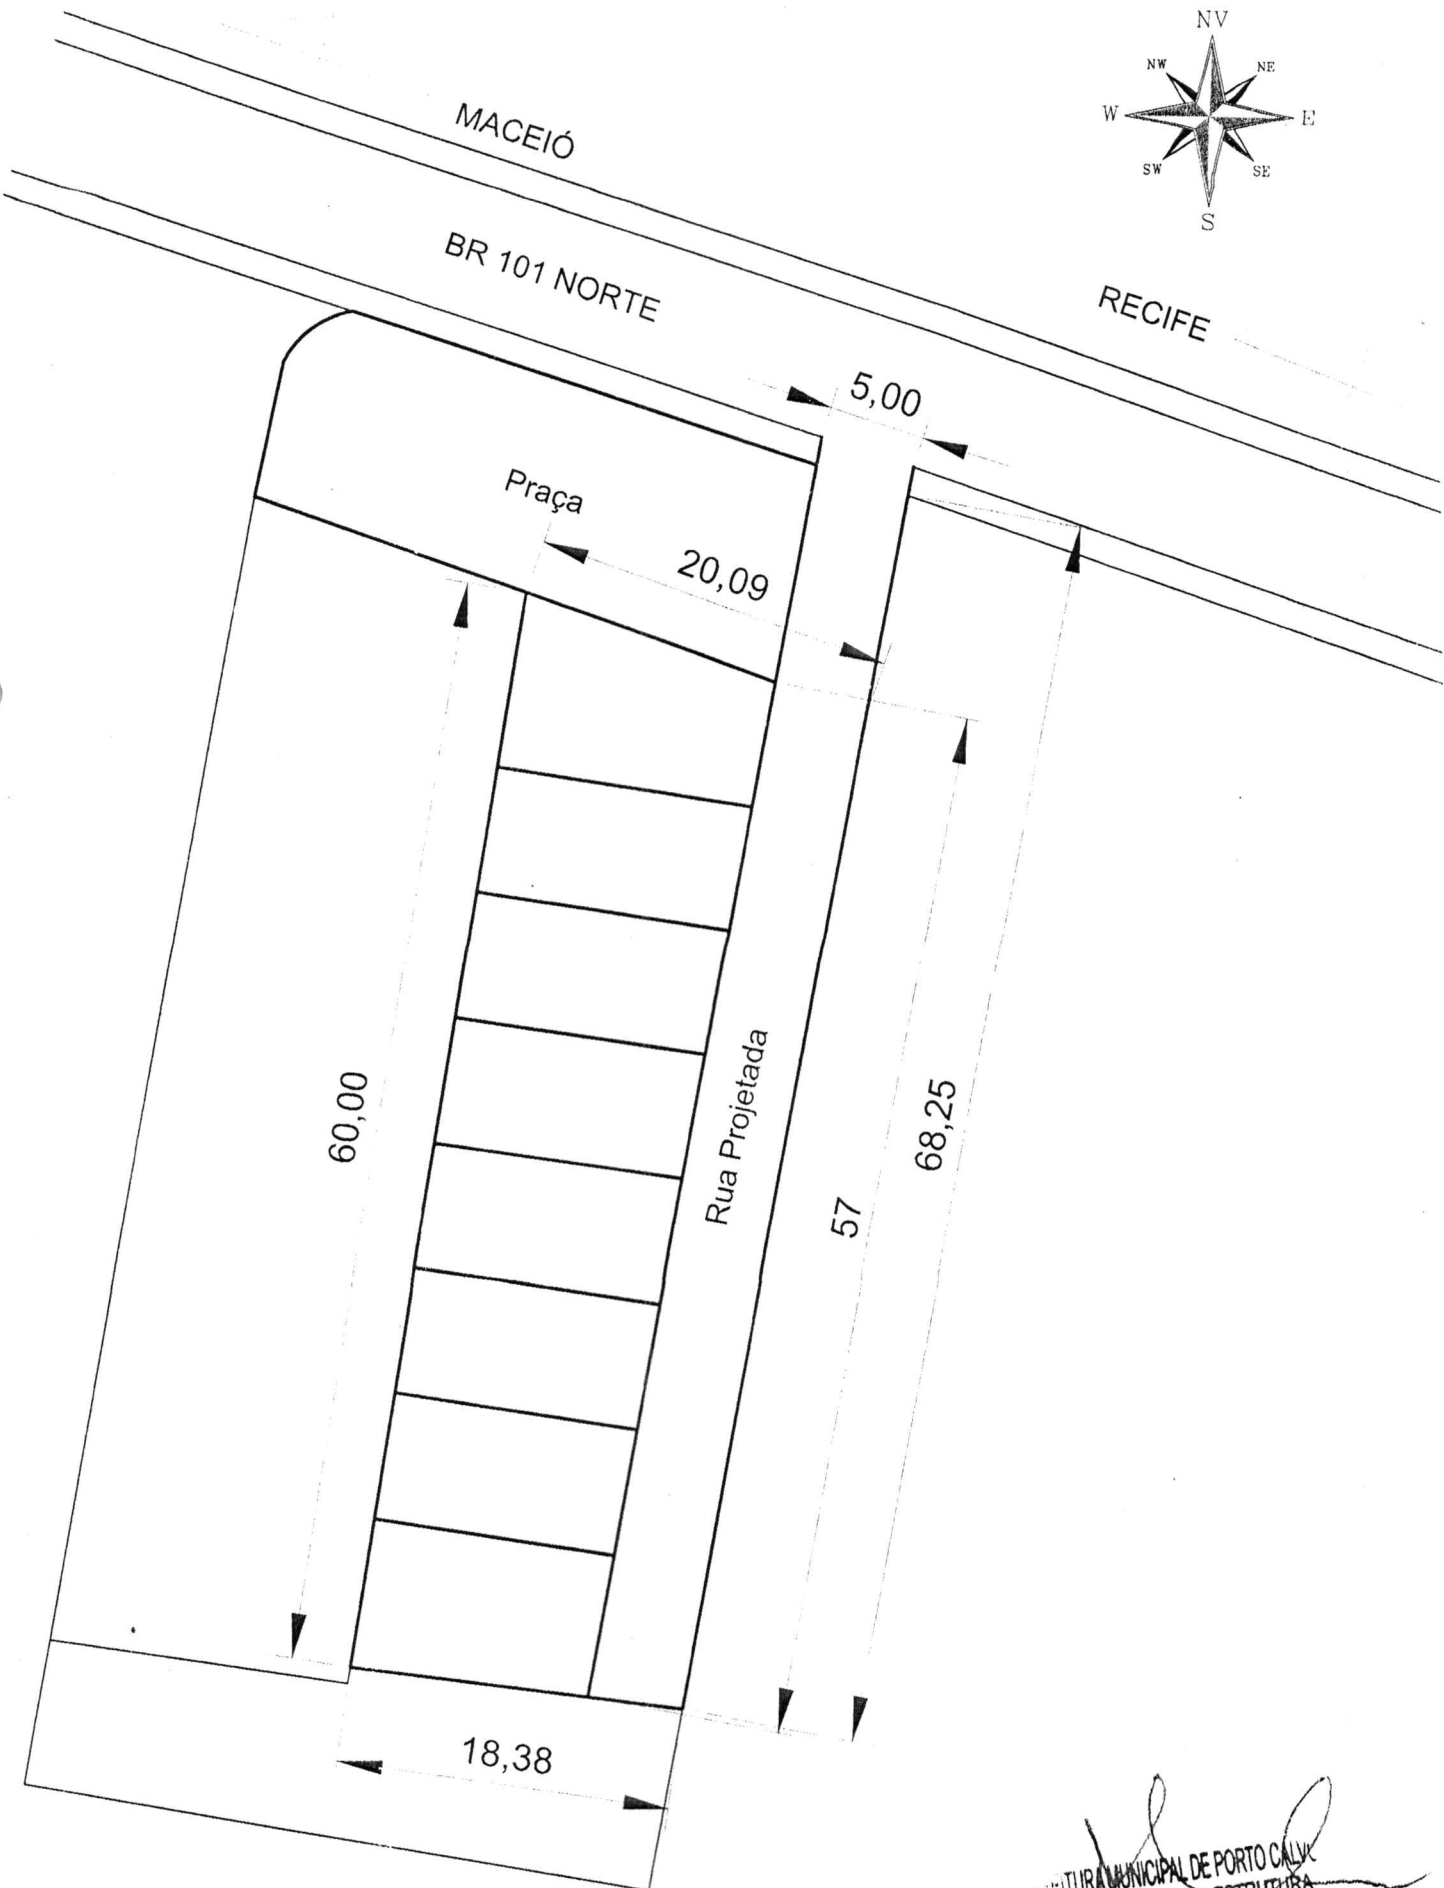 NV
NW
NE
W
E
SW
SE
S
MACEIÓ
BR 101 NORTE
RECIFE
5,00
Praça
20,09
60,00
Rua Projetada
68,25
57
18,38
MUNICIPAL DE PORTO